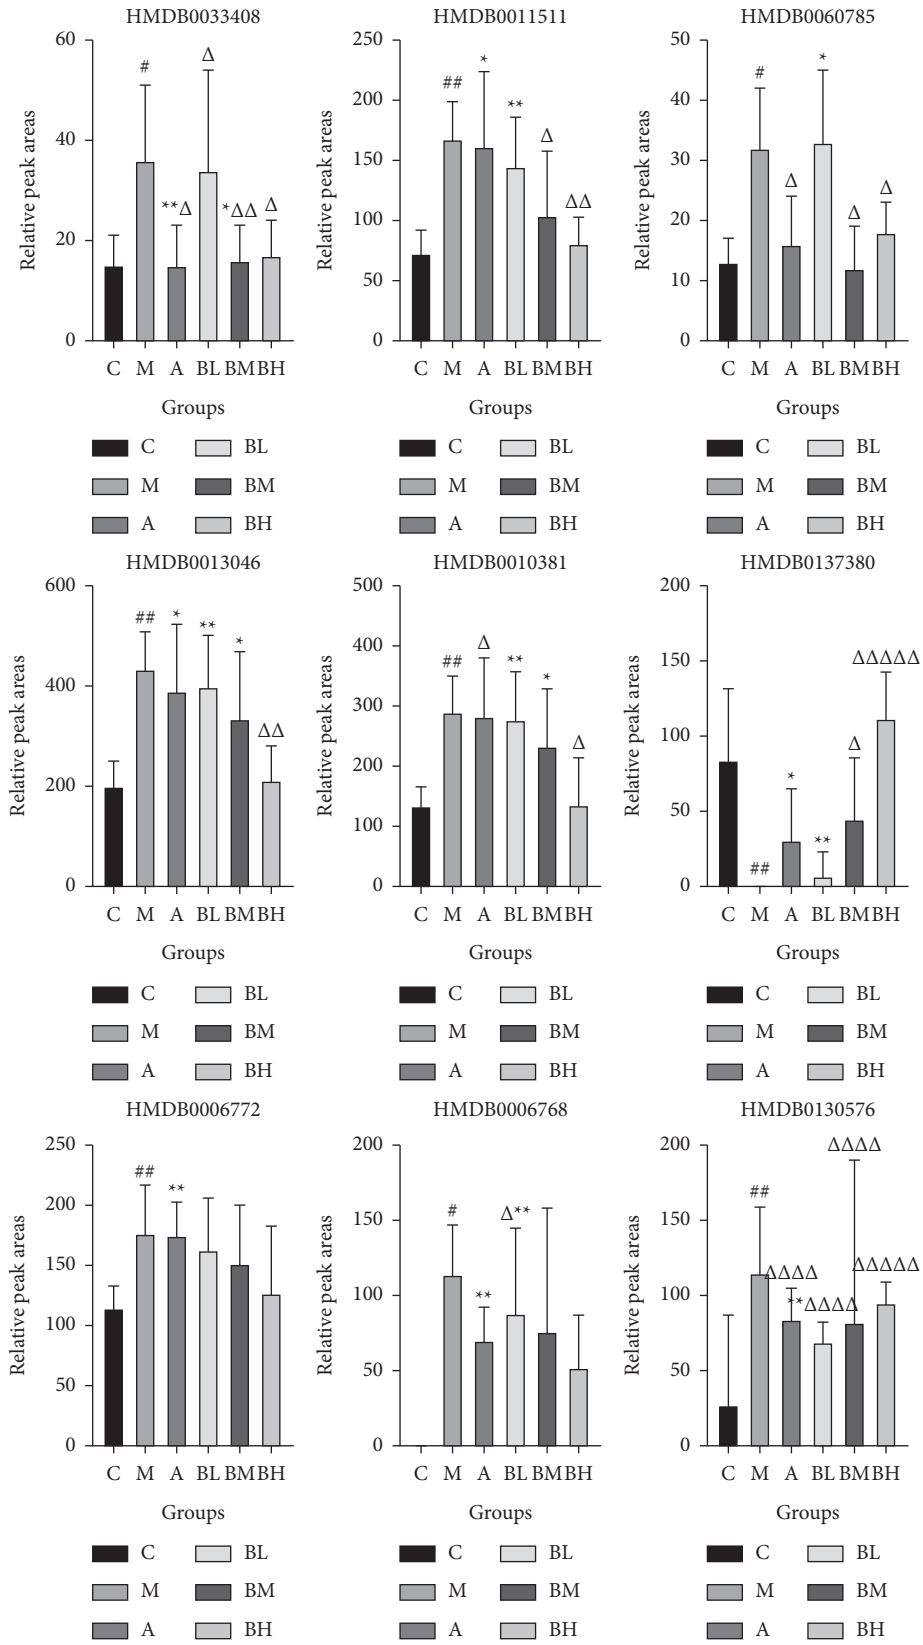 HMDB0033408
60
40
20
0
Relative peak areas
#
**Δ
Δ
*ΔΔ
Δ
C M A BL BM BH
Groups
C BL
M BM
A BH
HMDB0011511
250
200
150
100
50
0
Relative peak areas
##
*
**
Δ
ΔΔ
C M A BL BM BH
Groups
C BL
M BM
A BH
HMDB0060785
50
40
30
20
10
0
Relative peak areas
#
Δ
*
Δ
Δ
C M A BL BM BH
Groups
C BL
M BM
A BH
HMDB0013046
600
400
200
0
Relative peak areas
##
*
**
*
ΔΔ
C M A BL BM BH
Groups
C BL
M BM
A BH
HMDB0010381
500
400
300
200
100
0
Relative peak areas
##
Δ
**
*
Δ
C M A BL BM BH
Groups
C BL
M BM
A BH
HMDB0137380
200
150
100
50
0
Relative peak areas
##
*
**
Δ
ΔΔΔΔΔ
C M A BL BM BH
Groups
C BL
M BM
A BH
HMDB0006772
250
200
150
100
50
0
Relative peak areas
##
**
C M A BL BM BH
Groups
C BL
M BM
A BH
HMDB0006768
200
150
100
50
0
Relative peak areas
#
**
Δ**
C M A BL BM BH
Groups
C BL
M BM
A BH
HMDB0130576
200
150
100
50
0
Relative peak areas
##
ΔΔΔΔ
**
ΔΔΔΔ
ΔΔΔΔ
ΔΔΔΔΔ
C M A BL BM BH
Groups
C BL
M BM
A BH